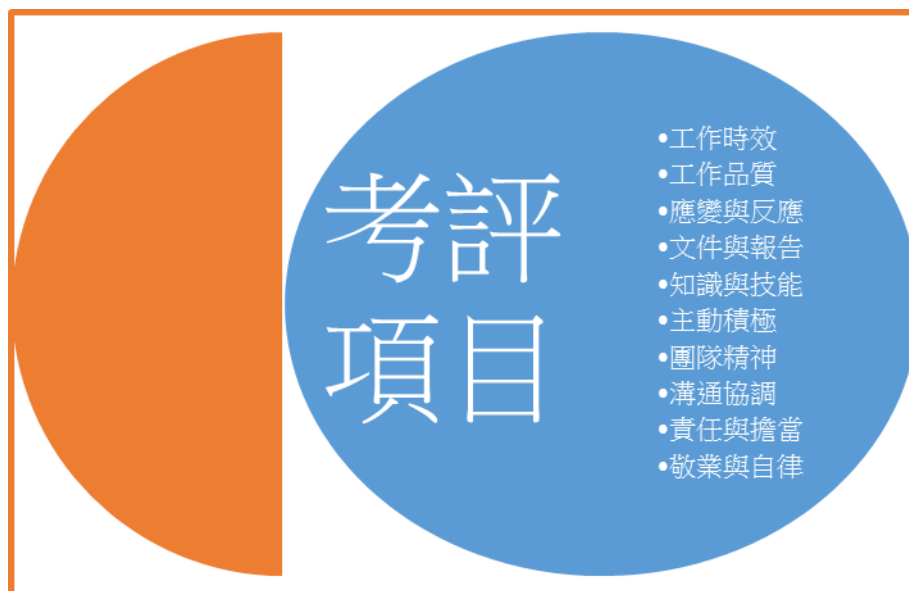 考評
項目
•工作時效
•工作品質
•應變與反應
•文件與報告
•知識與技能
•主動積極
•團隊精神
•溝通協調
•責任與擔當
•敬業與自律